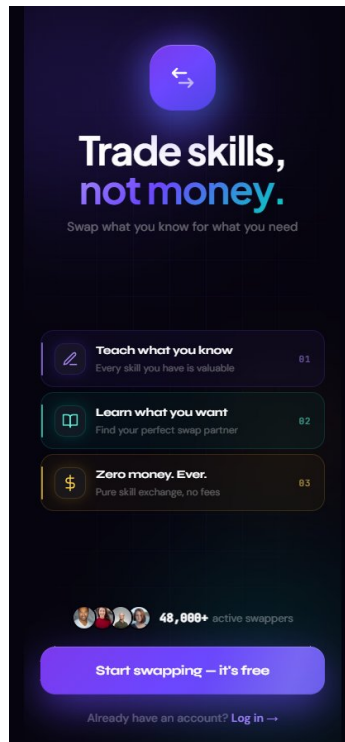 Trade skills,
not money.
Swap what you know for what you need
Teach what you know
01
Every skill you have is valuable
Learn what you want
02
Find your perfect swap partner
Zero money. Ever.
03
Pure skill exchange, no fees
48,000+ active swappers
Start swapping — it's free
Already have an account? Log in →